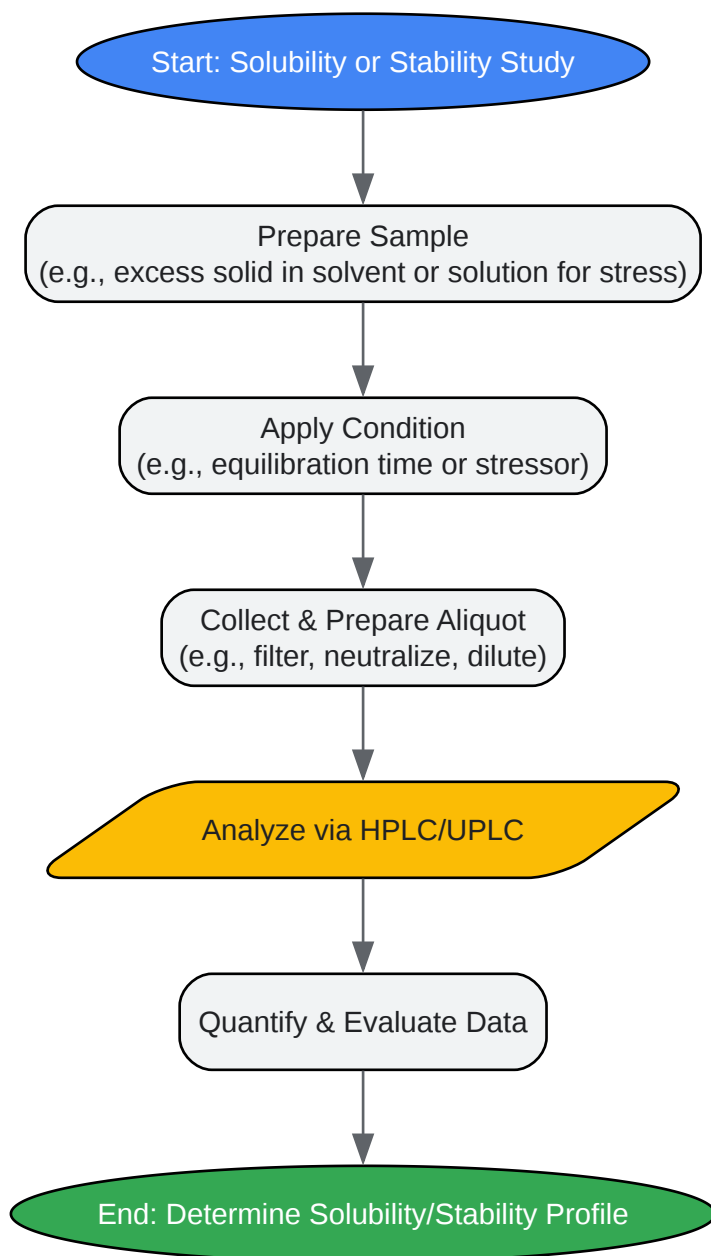 Start: Solubility or Stability Study
Prepare Sample
(e.g., excess solid in solvent or solution for stress)
Apply Condition
(e.g., equilibration time or stressor)
Collect & Prepare Aliquot
(e.g., filter, neutralize, dilute)
Analyze via HPLC/UPLC
Quantify & Evaluate Data
End: Determine Solubility/Stability Profile